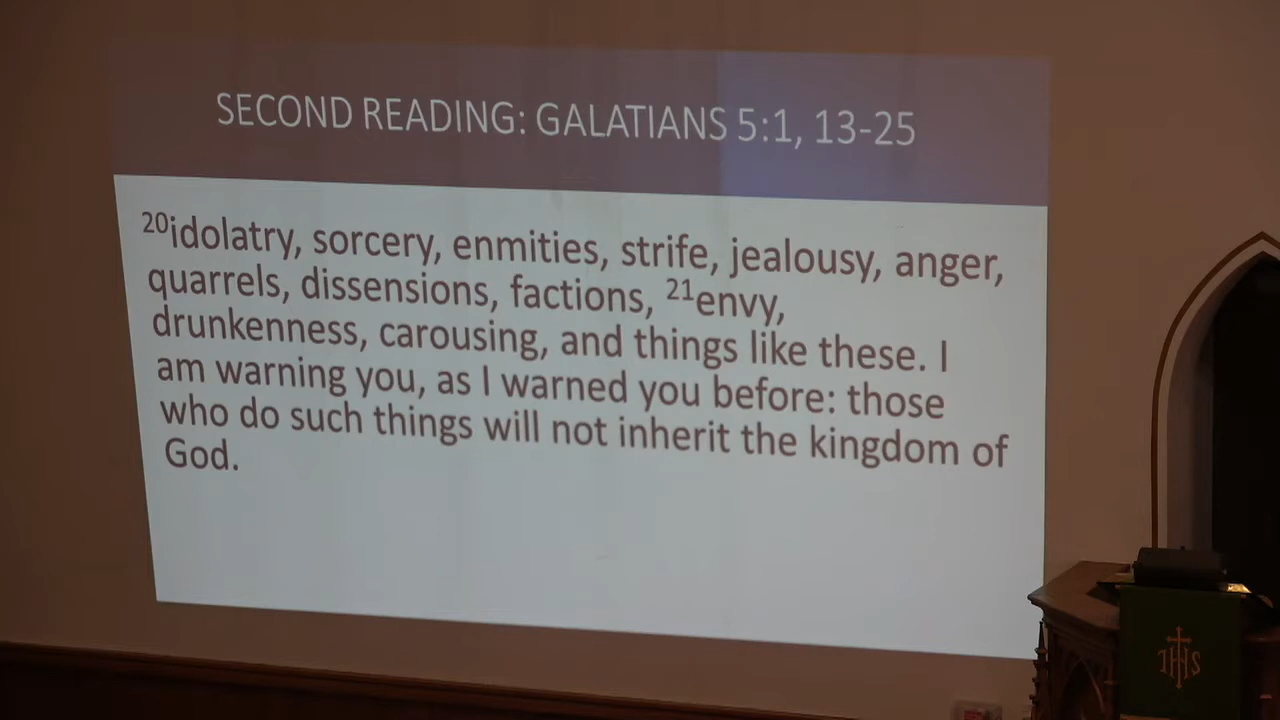 SECOND READING: GALATIANS 5:1, 13-25
20idolatry, sorcery, enmities, strife, jealousy, anger,
quarrels, dissensions, factions, 21envy,
drunkenness, carousing, and things like these. I
am warning you, as I warned you before: those
who do such things will not inherit the kingdom of
God.
IHS